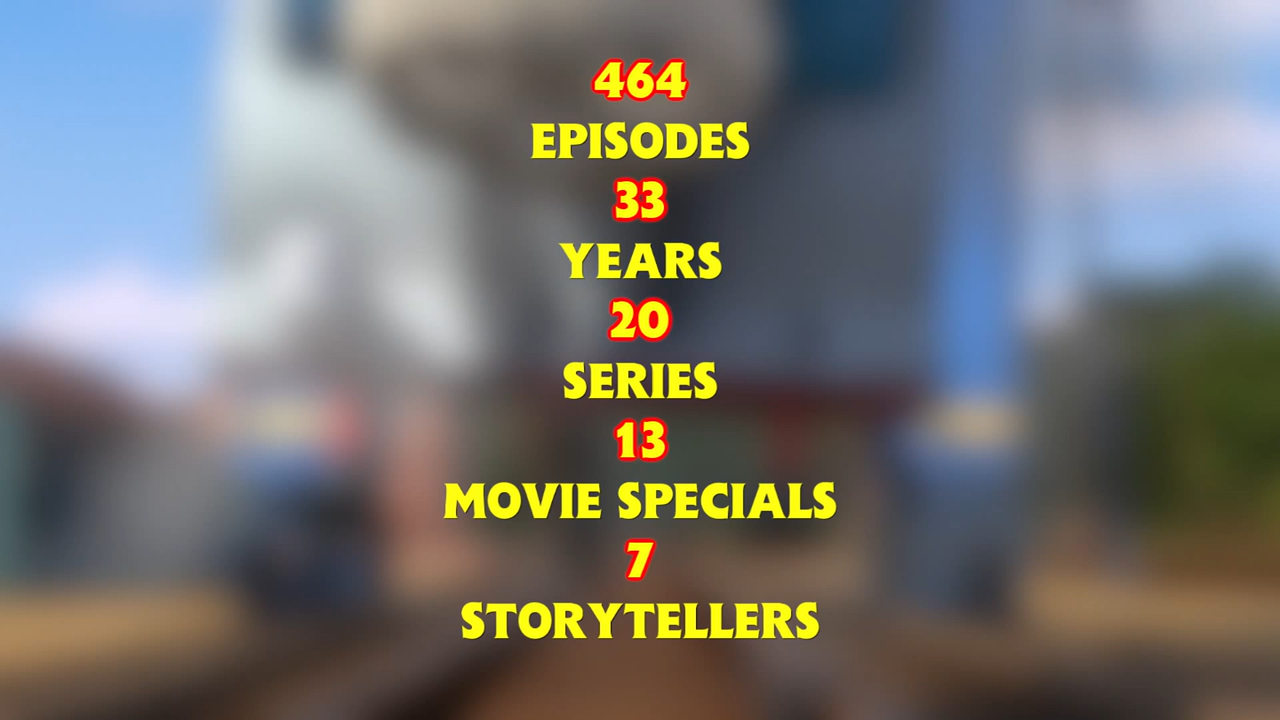 464
EPISODES
33
YEARS
20
SERIES
13
MOVIE SPECIALS
7
STORYTELLERS